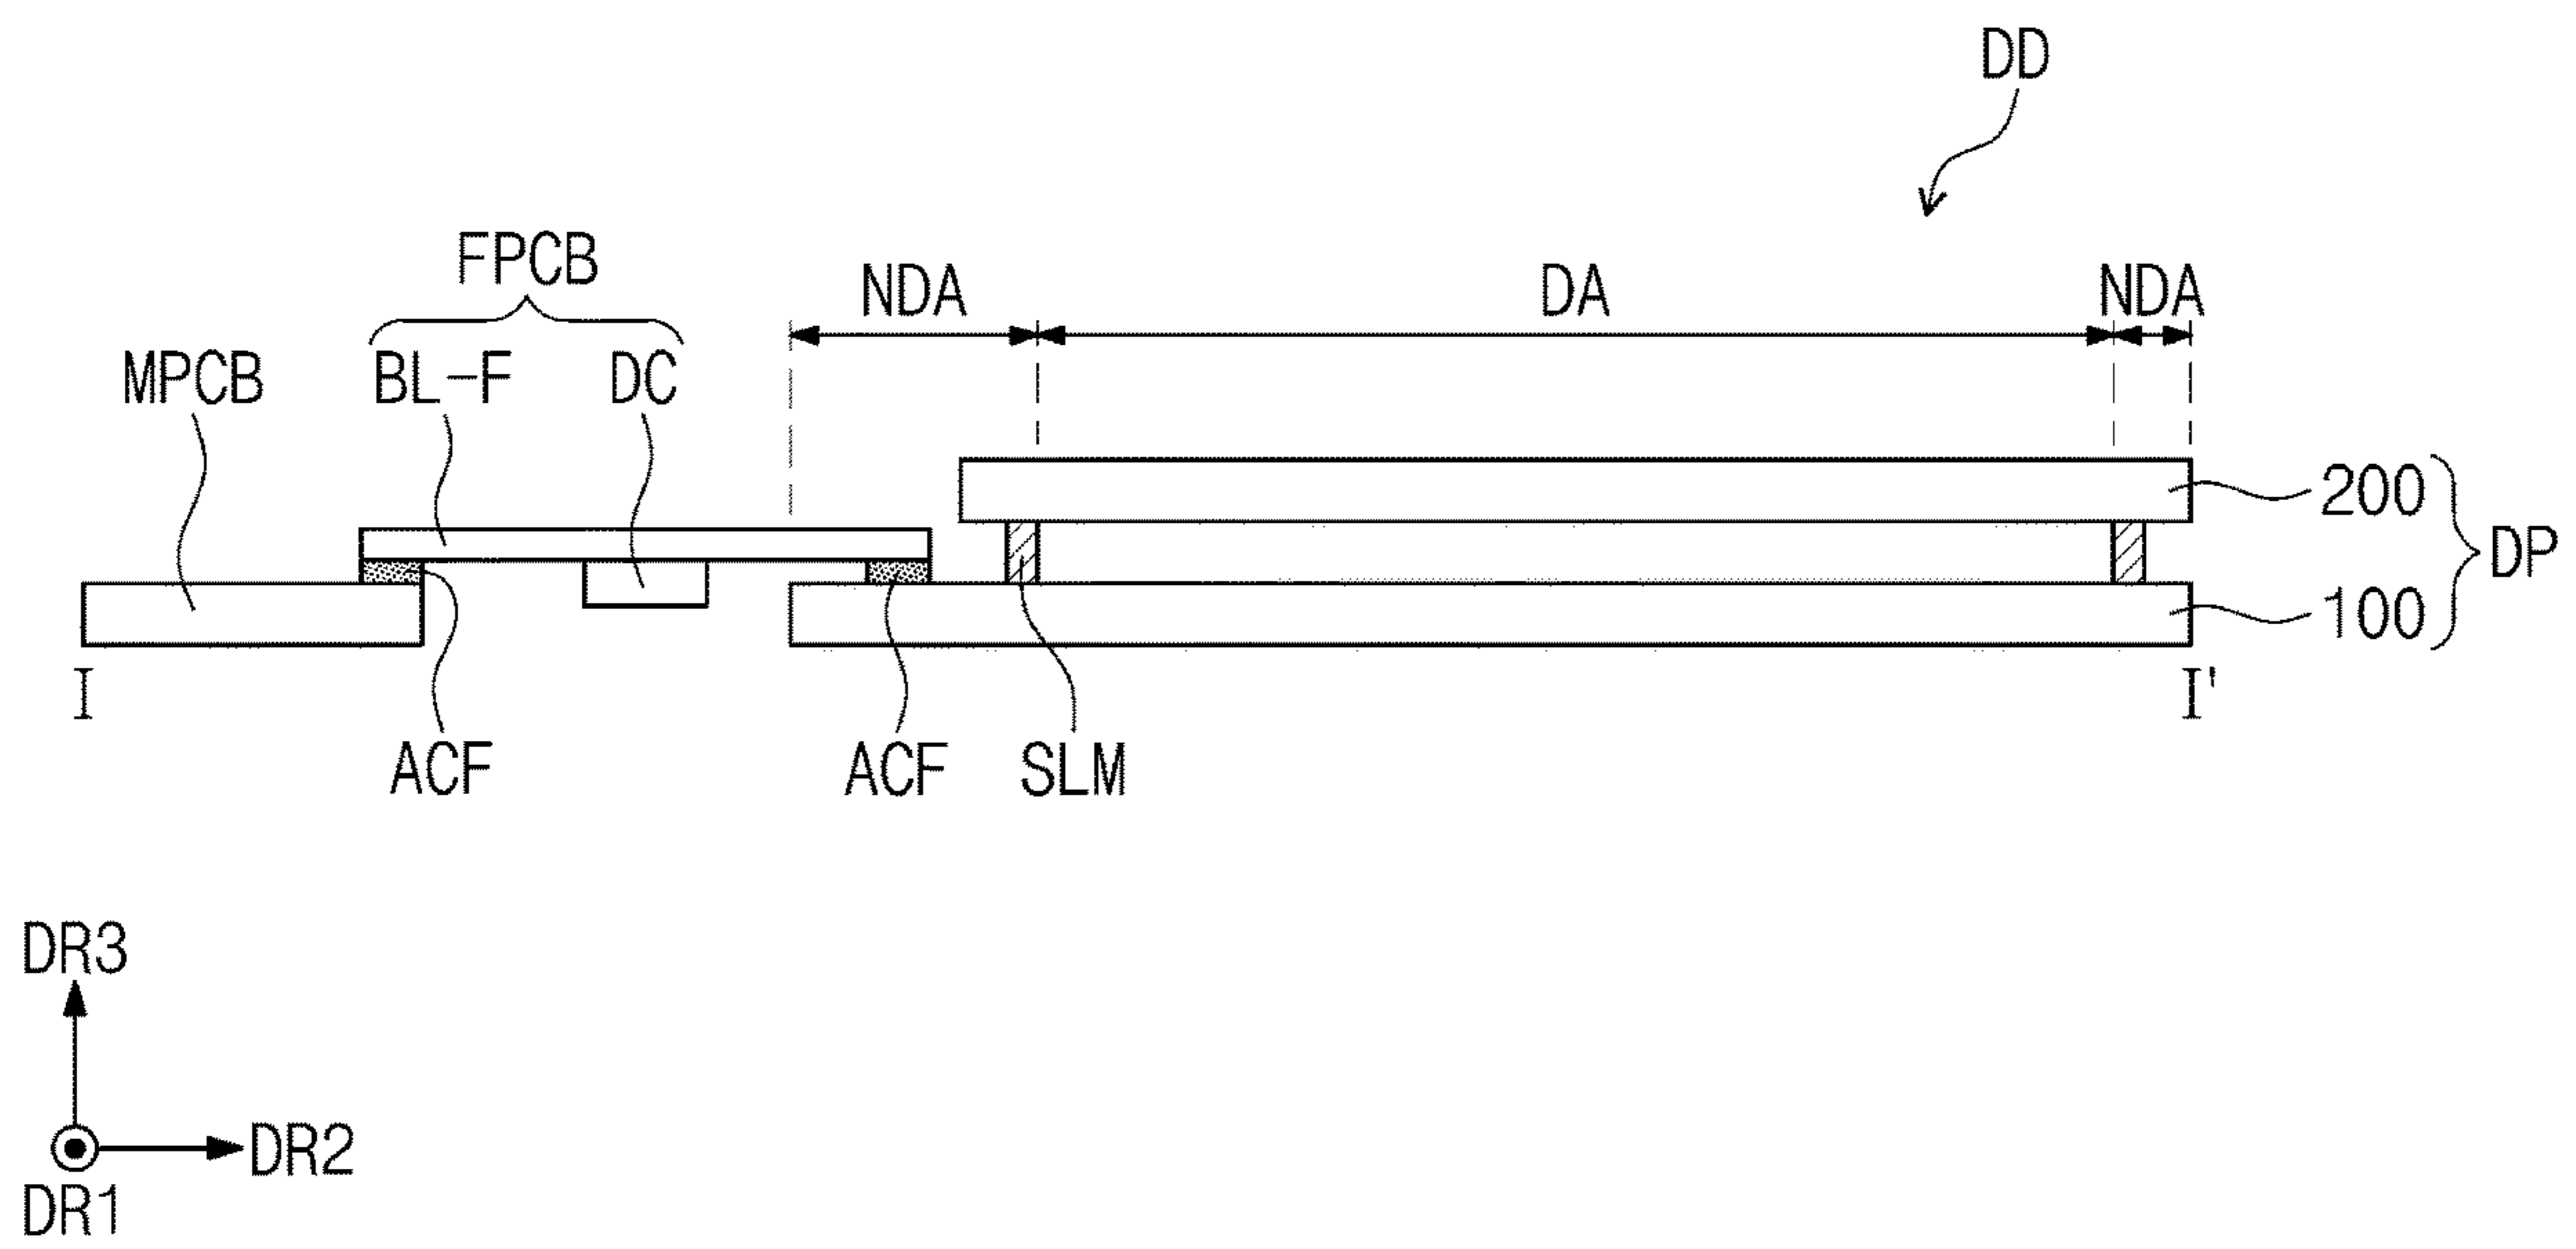 DD
FPCB
NDA DA NDA
MPCB BL-F DC
200
DP
100
I I'
ACF ACF SLM
DR3
DR2
DR1